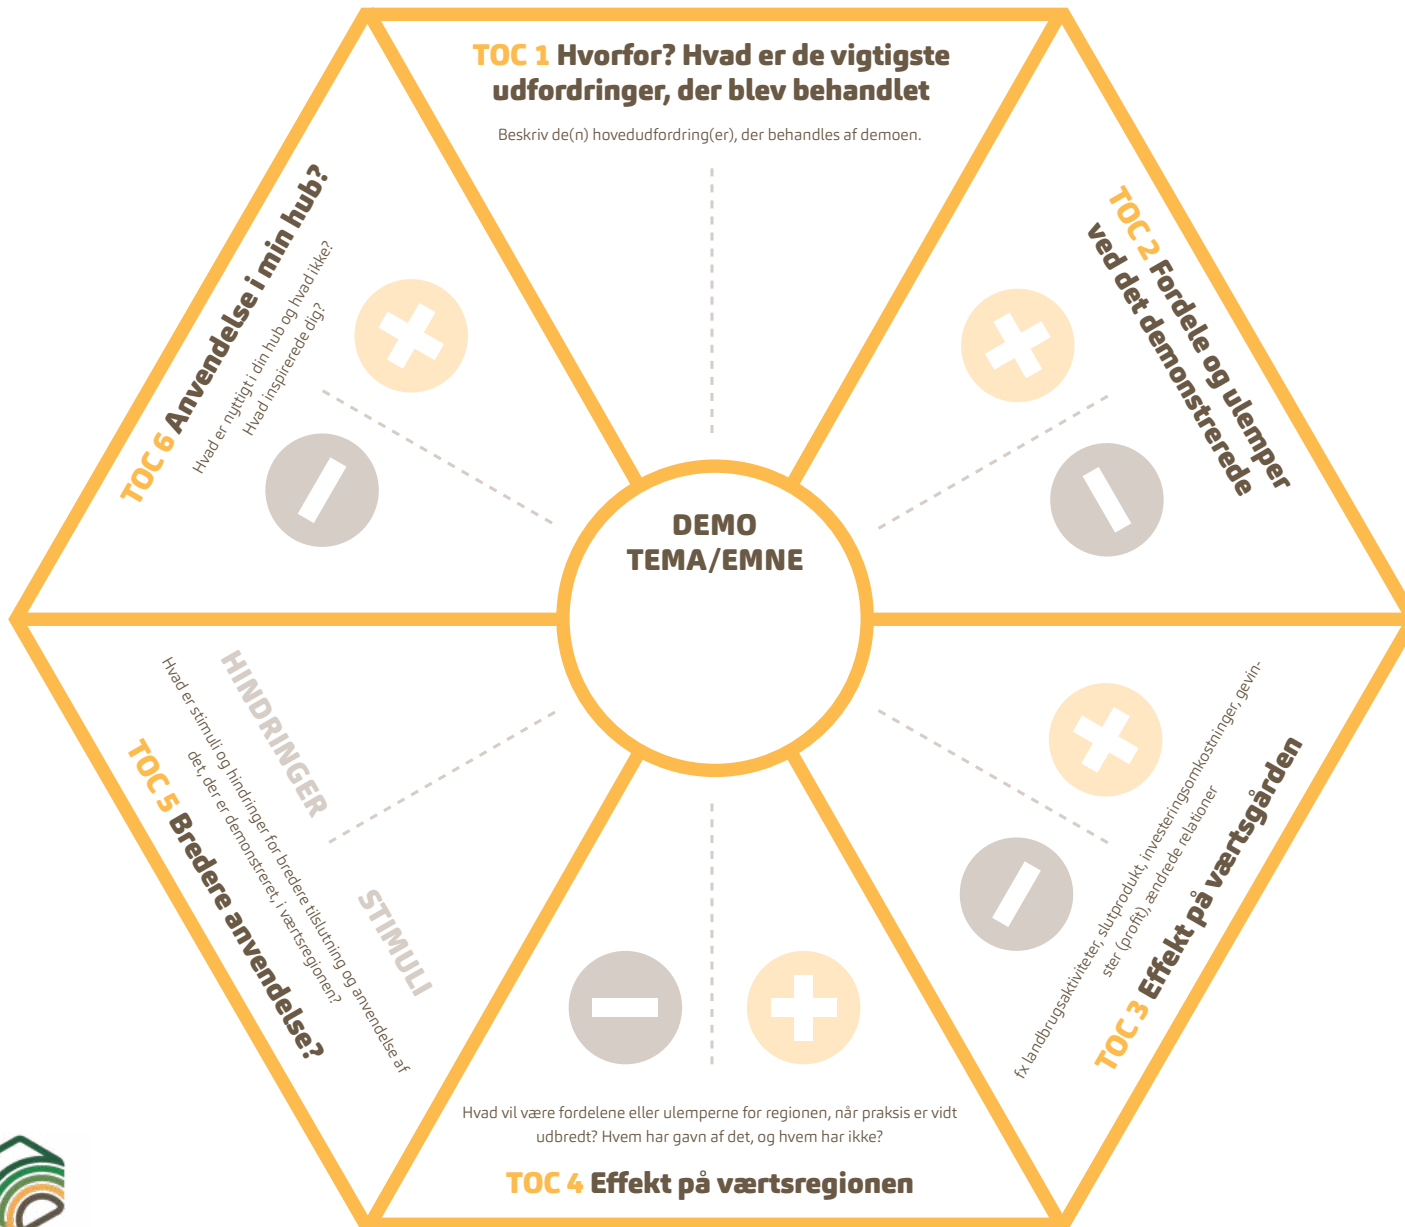 TOC 1 Hvorfor? Hvad er de vigtigste
udfordringer, der blev behandlet
Beskriv de(n) hovedudfordring(er), der behandles af demoen.
TOC 2 Fordele og ulemper
ved det demonstrerede
fx landbrugsaktiviteter, slutprodukt, investeringsomkostninger, gevin-
ster (profit), ændrede relationer
TOC 3 Effekt på værtsgården
Hvad vil være fordelene eller ulemperne for regionen, når praksis er vidt
udbredt? Hvem har gavn af det, og hvem har ikke?
TOC 4 Effekt på værtsregionen
HINDRINGER
STIMULI
Hvad er stimuli og hindringer for bredere tilslutning og anvendelse af
det, der er demonstreret, i værtsregionen?
TOC 5 Bredere anvendelse?
TOC 6 Anvendelse i min hub?
Hvad er nyttigt i din hub og hvad ikke?
Hvad inspirerede dig?
DEMO
TEMA/EMNE